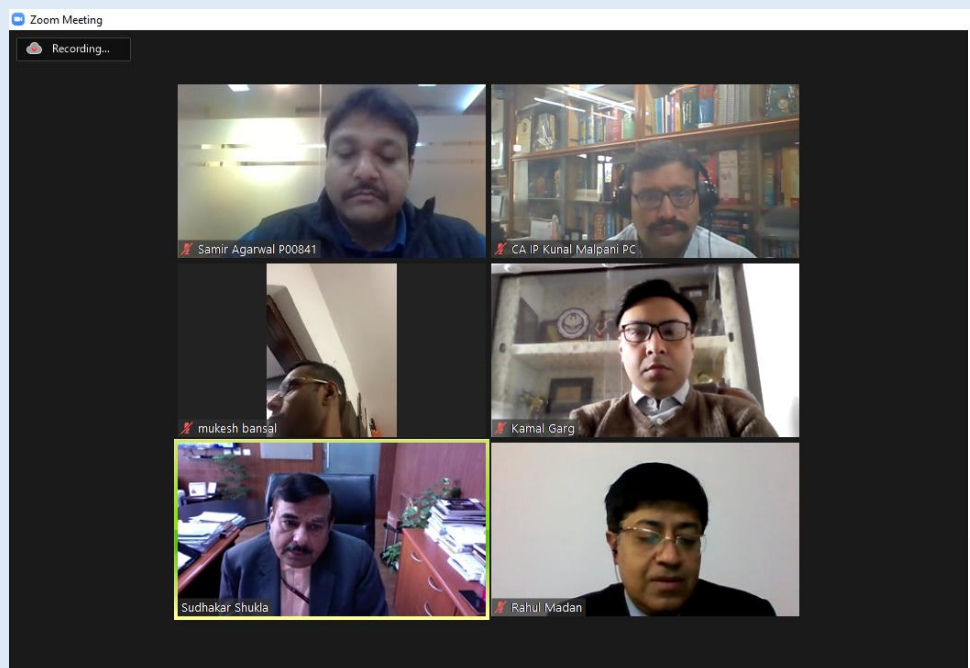 Zoom Meeting
Recording...
Samir Agarwal P00841
CA IP Kunal Malpani PC
mukesh bansal
Kamal Garg
Sudhakar Shukla
Rahul Madan